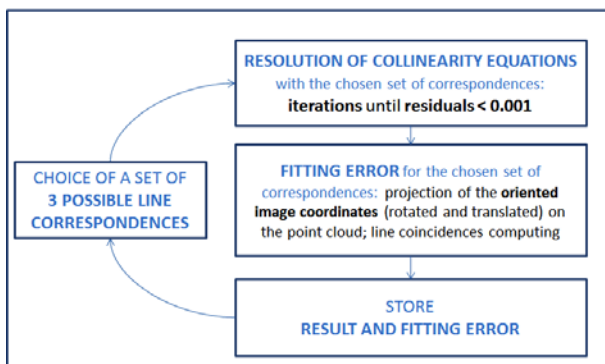 RESOLUTION OF COLLINEARITY EQUATIONS
with the chosen set of correspondences:
iterations until residuals < 0.001
CHOICE OF A SET OF
3 POSSIBLE LINE
CORRESPONDENCES
FITTING ERROR for the chosen set of
correspondences: projection of the oriented
image coordinates (rotated and translated) on
the point cloud; line coincidences computing
STORE
RESULT AND FITTING ERROR